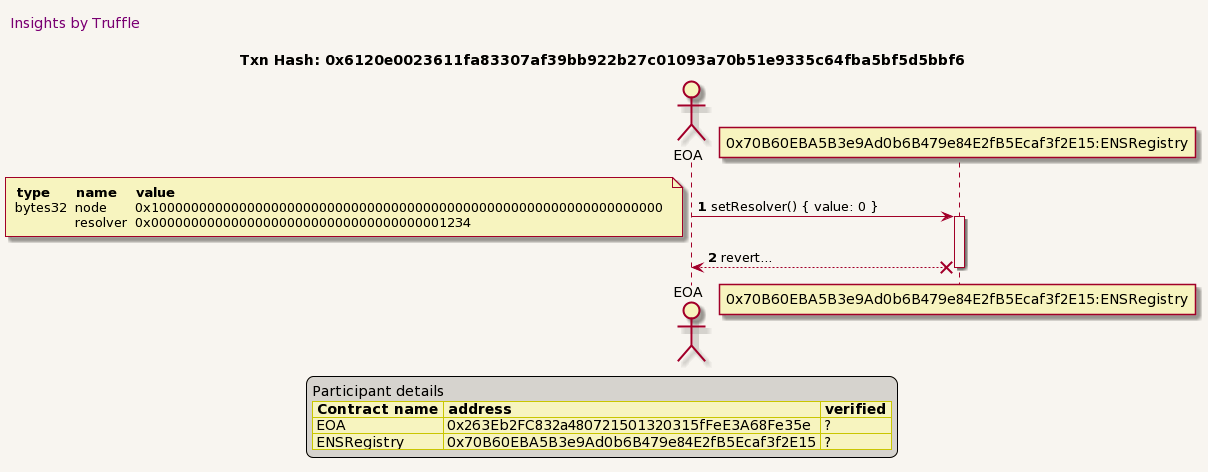 Insights by Truffle
Txn Hash: 0x6120e0023611fa83307af39bb922b27c01093a70b51e9335c64fba5bf5d5bbf6
EOA
0x70B60EBA5B3e9Ad0b6B479e84E2fB5Ecaf3f2E15:ENSRegistry
type name value
bytes32 node 0x1000000000000000000000000000000000000000000000000000000000000000
resolver 0x0000000000000000000000000000000000001234
1 setResolver() { value: 0 }
2 revert...
EOA
0x70B60EBA5B3e9Ad0b6B479e84E2fB5Ecaf3f2E15:ENSRegistry
Participant details
Contract name address verified
EOA 0x263Eb2FC832a480721501320315fFeE3A68Fe35e ?
ENSRegistry 0x70B60EBA5B3e9Ad0b6B479e84E2fB5Ecaf3f2E15 ?